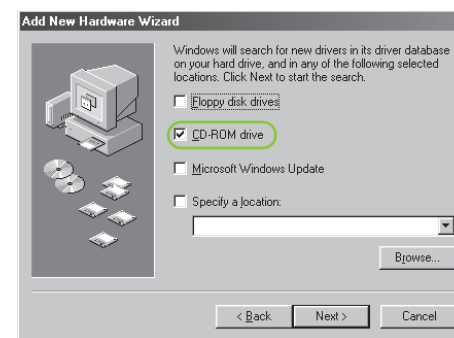 Add New Hardware Wizard
Windows will search for new drivers in its driver database
on your hard drive, and in any of the following selected
locations. Click Next to start the search.
Floppy disk drives
CD-ROM drive
Microsoft Windows Update
Specify a location:
Browse...
< Back
Next >
Cancel